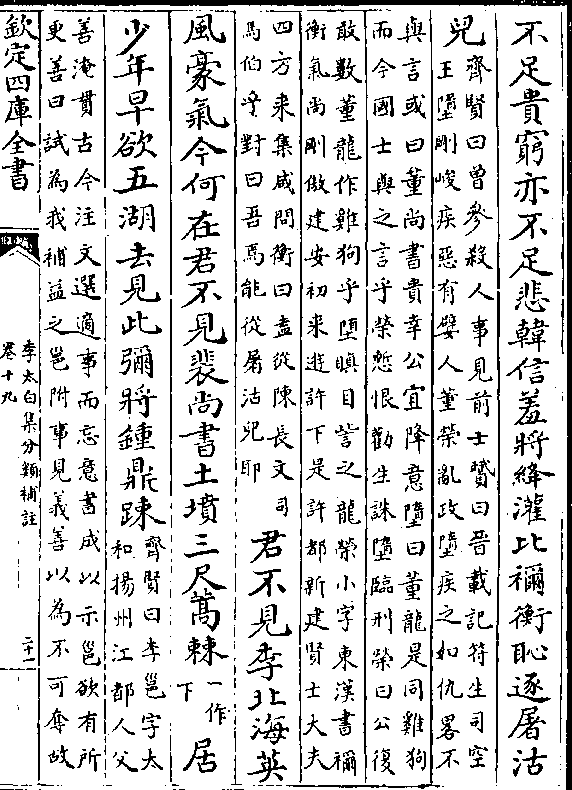 不足貴窮亦不足悲韓信羞將絳灌比禰衡恥逐屠沽
兒
齊賢曰曾參殺人事見前士贇曰晉載記符生司空
王墮剛峻疾惡有嬖人董榮亂政墮疾之如仇畧不
與言或曰董尚書貴幸公宜降意墮曰董龍是同雞狗
而今國士與之言乎榮慙恨勸生誅墮臨刑榮曰公復
敢數董龍作雞狗乎墮瞋目詈之龍榮小字東漢書禰
衡氣尚剛傲建安初来遊許下是許都新建賢士大夫
四方来集或問衡曰盍從陳長文司
馬伯達對曰吾焉能從屠沽兒耶
君不見李北海英
風豪氣今何在君不見裴尚書土墳三尺蒿棘
一作
下
居
少年早欲五湖去見此彌將鍾鼎疎
齊賢曰李邕字太
和揚州江都人父
善淹貫古今注文選適事而忘意書成以示邕欲有所
更善曰試為我補益之邕附事見義善以為不可奪故
欽定四庫全書
李太白集分類補註
卷十九
二十一